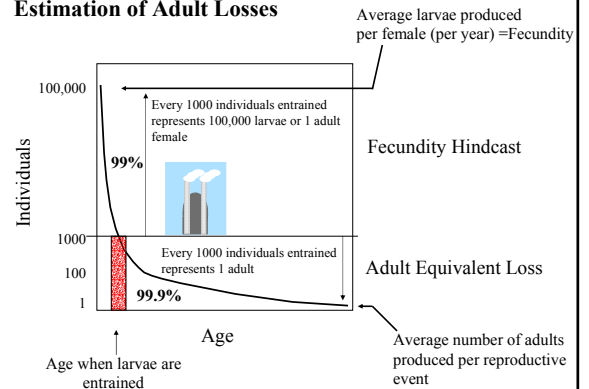 Estimation of Adult Losses
Average larvae produced
per female (per year) =Fecundity
100,000
Every 1000 individuals entrained
represents 100,000 larvae or 1 adult
female
Individuals
99%
Fecundity Hindcast
1000
Every 1000 individuals entrained
represents 1 adult
Adult Equivalent Loss
100
99.9%
1
Age
Average number of adults
produced per reproductive
event
Age when larvae are
entrained